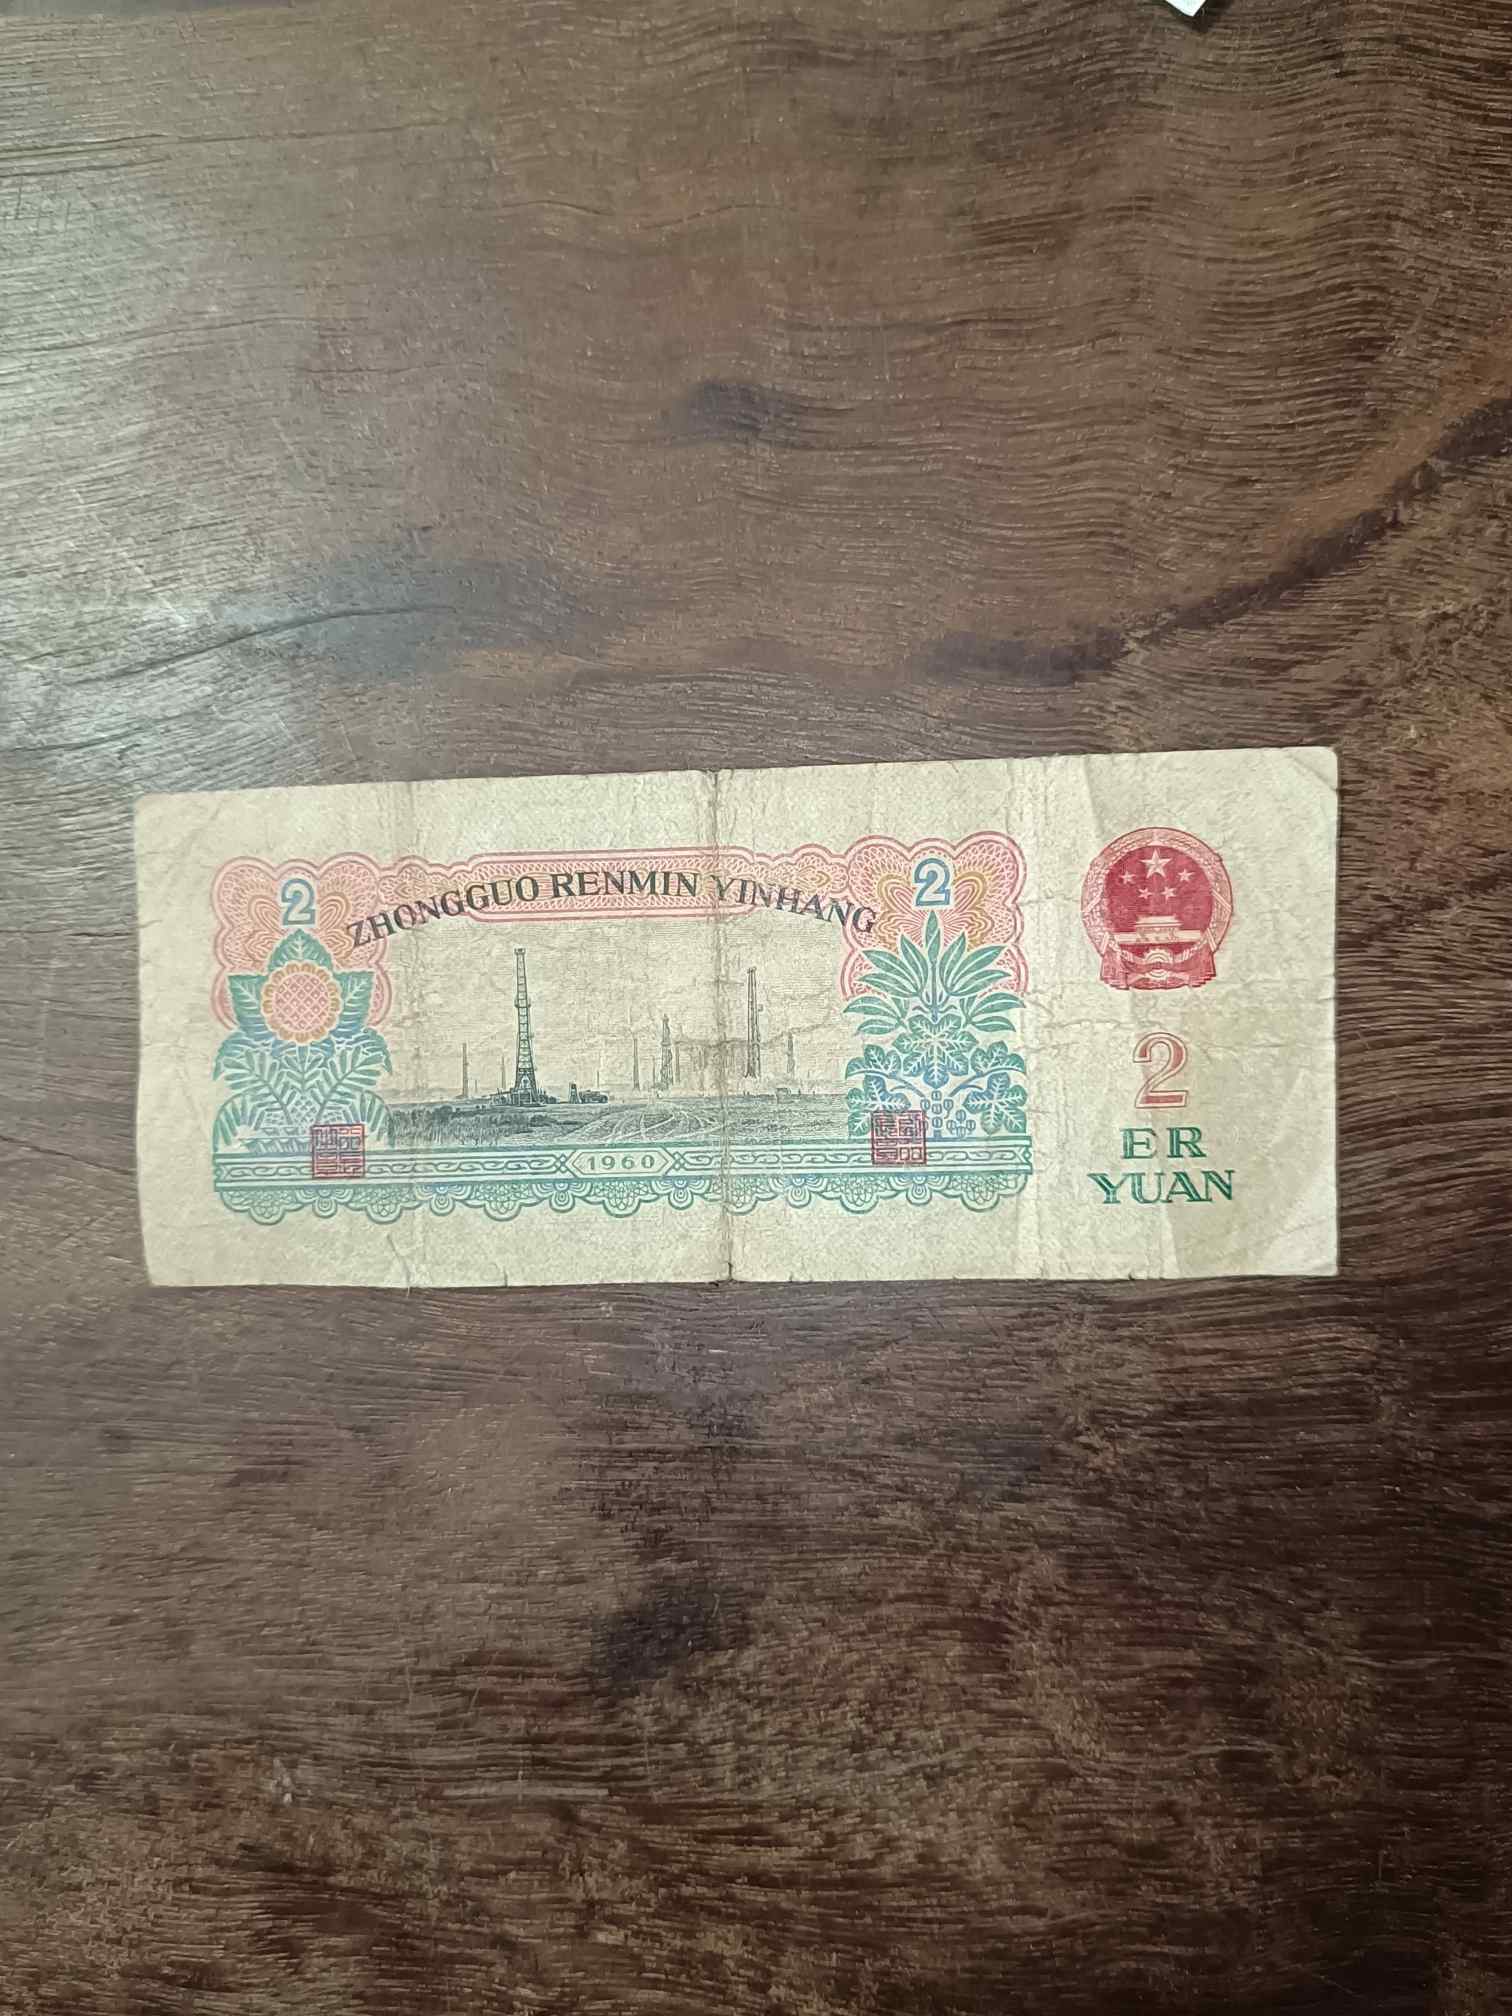 2
ZHONGGUO RENMIN YINHANG
2
1960
2
ER
YUAN